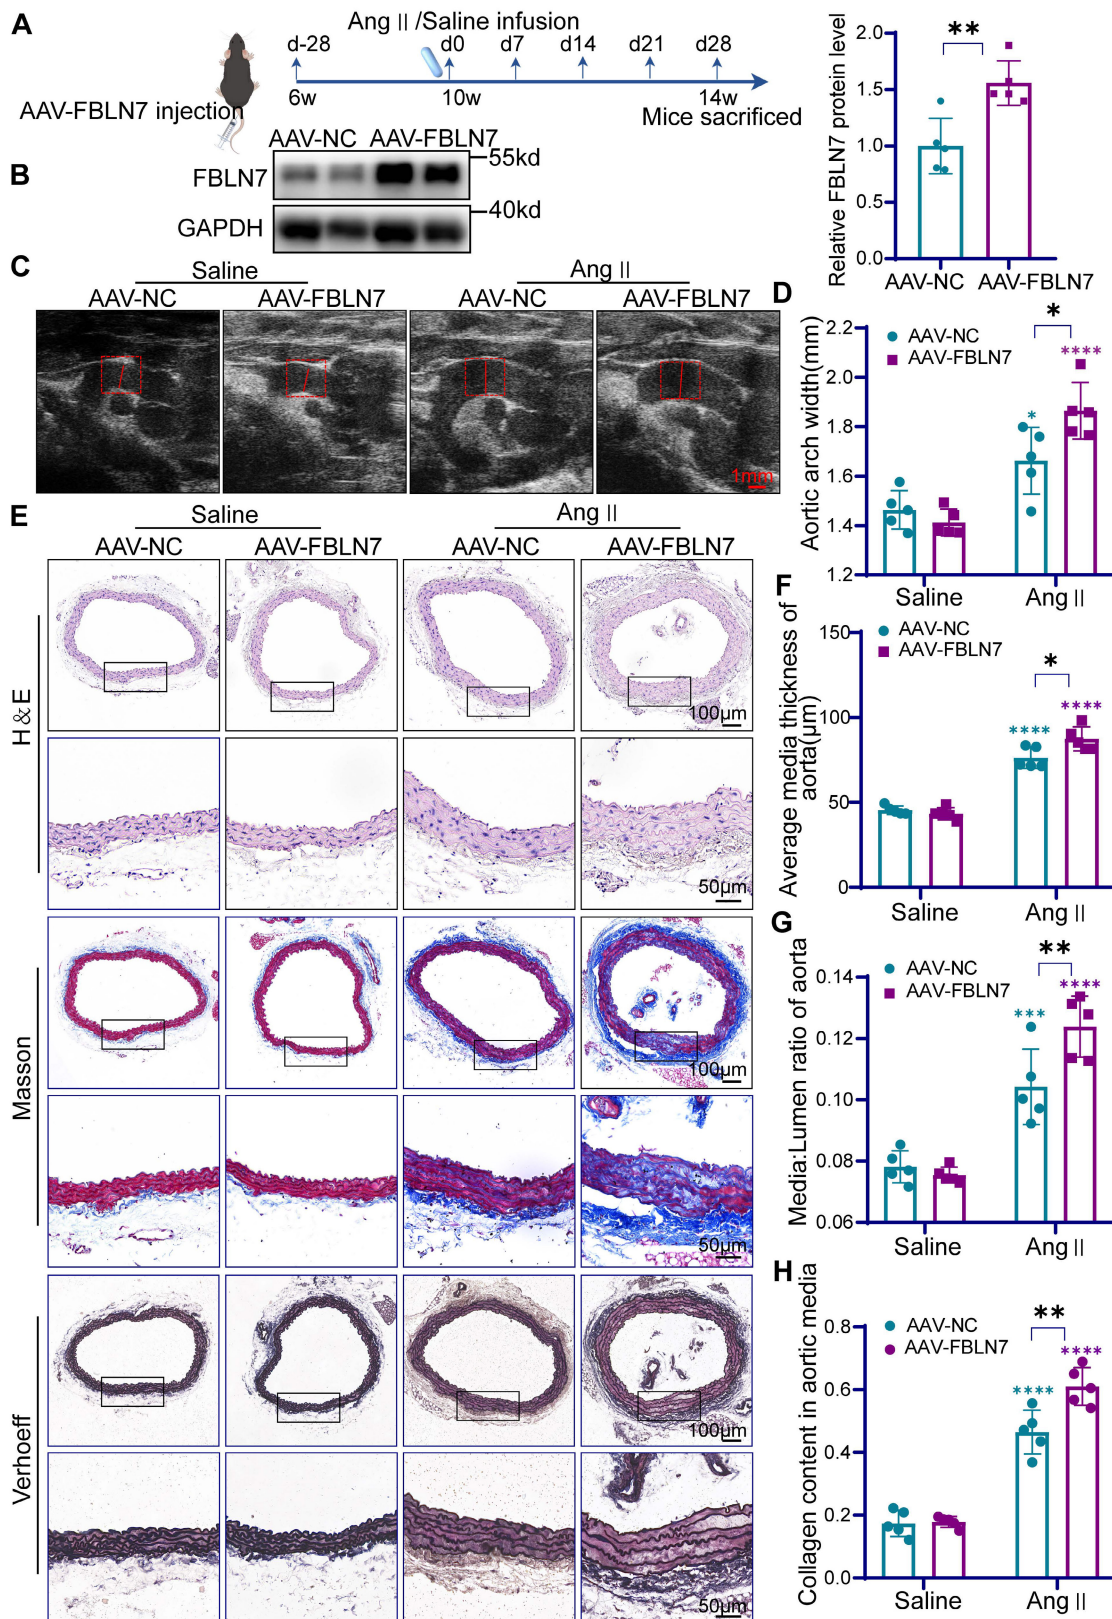 A
Ang Ⅱ/Saline infusion
d-28 d0 d7 d14 d21 d28
AAV-FBLN7 injection
6w 10w 14w
Mice sacrificed
B
AAV-NC AAV-FBLN7
FBLN7
55kd
GAPDH
40kd
Relative FBLN7 protein level
2.0
1.5
1.0
0.5
0.0
**
AAV-NC AAV-FBLN7
C
Saline Ang Ⅱ
AAV-NC AAV-FBLN7 AAV-NC AAV-FBLN7
1mm
D
Aortic arch width(mm)
2.2
2.0
1.8
1.6
1.4
1.2
AAV-NC
AAV-FBLN7
*
*
****
Saline Ang Ⅱ
E
Saline Ang Ⅱ
AAV-NC AAV-FBLN7 AAV-NC AAV-FBLN7
H&E
100μm
50μm
Masson
100μm
50μm
Verhoeff
100μm
50μm
F
Average media thickness of
aorta(μm)
150
100
50
0
AAV-NC
AAV-FBLN7
*
****
****
Saline Ang Ⅱ
G
Media:Lumen ratio of aorta
0.14
0.12
0.10
0.08
0.06
AAV-NC
AAV-FBLN7
**
***
****
Saline Ang Ⅱ
H
Collagen content in aortic media
0.8
0.6
0.4
0.2
0.0
AAV-NC
AAV-FBLN7
**
****
****
Saline Ang Ⅱ